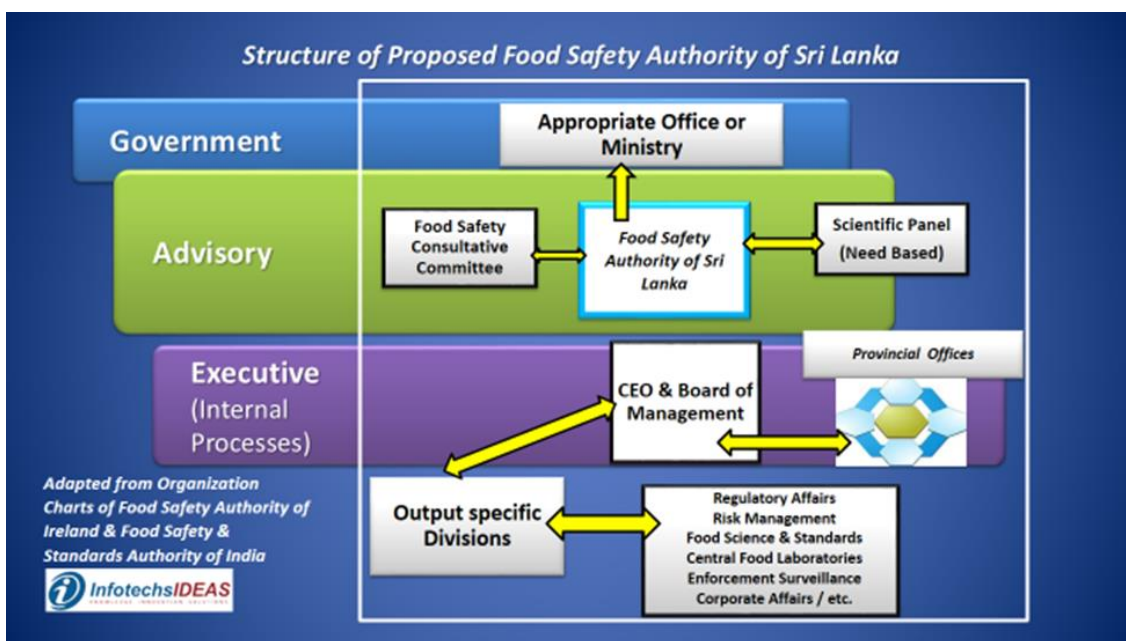 Structure of Proposed Food Safety Authority of Sri Lanka
Government
Appropriate Office or
Ministry
Advisory
Food Safety
Consultative
Committee
Food Safety
Authority of Sri
Lanka
Scientific Panel
(Need Based)
Executive
(Internal
Processes)
CEO & Board of
Management
Provincial Offices
Output specific
Divisions
Regulatory Affairs
Risk Management
Food Science & Standards
Central Food Laboratories
Enforcement Surveillance
Corporate Affairs / etc.
Adapted from Organization
Charts of Food Safety Authority of
Ireland & Food Safety &
Standards Authority of India
InfotechsIDEAS
KNOWLEDGE INNOVATION SOLUTIONS